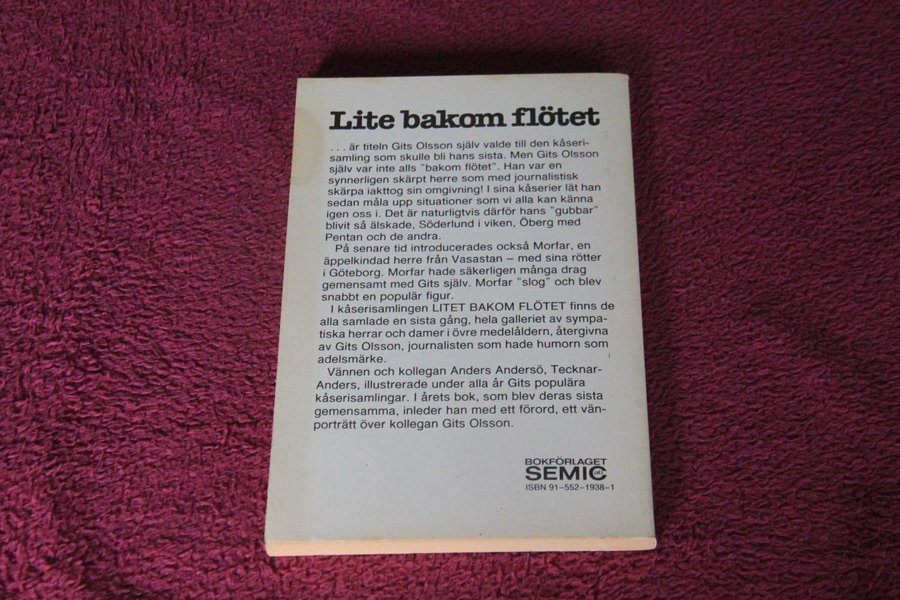 Lite bakom flötet
. . . är titeln Gits Olsson själv valde till den kåseri-
samling som skulle bli hans sista. Men Gits Olsson
själv var inte alls "bakom flötet". Han var en
synnerligen skärpt herre som med journalistisk
skärpa iakttog sin omgivning! I sina kåserier lät han
sedan måla upp situationer som vi alla kan känna
igen oss i. Det är naturligtvis därför hans "gubbar"
blivit så älskade, Söderlund i viken, Öberg med
Pentan och de andra.
På senare tid introducerades också Morfar, en
äppelkindad herre från Vasastan – med sina rötter
i Göteborg. Morfar hade säkerligen många drag
gemensamt med Gits själv. Morfar "slog" och blev
snabbt en populär figur.
I kåserisamlingen LITET BAKOM FLÖTET finns de
alla samlade en sista gång, hela galleriet av sympa-
tiska herrar och damer i övre medelåldern, återgivna
av Gits Olsson, journalisten som hade humorn som
adelsmärke.
Vännen och kollegan Anders Andersö, Tecknar-
Anders, illustrerade under alla år Gits populära
kåserisamlingar. I årets bok, som blev deras sista
gemensamma, inleder han med ett förord, ett vän-
porträtt över kollegan Gits Olsson.
BOKFÖRLAGET
SEMIC ab
ISBN 91–552–1938–1